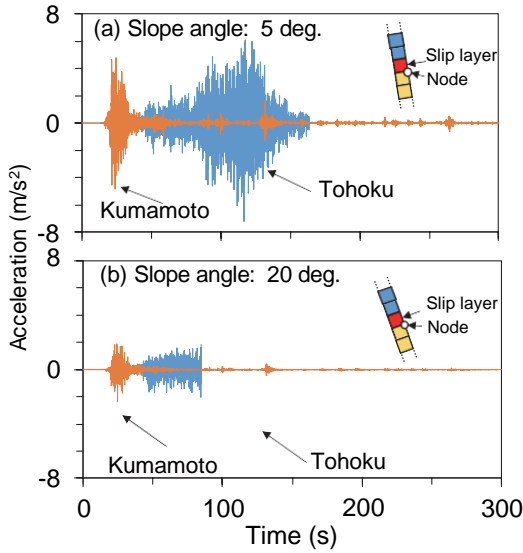 (a) Slope angle: 5 deg.
8
Slip layer
Node
0
Kumamoto
Tohoku
-8
Acceleration (m/s²)
(b) Slope angle: 20 deg.
8
Slip layer
Node
0
Kumamoto
Tohoku
-8
0
100
200
300
Time (s)